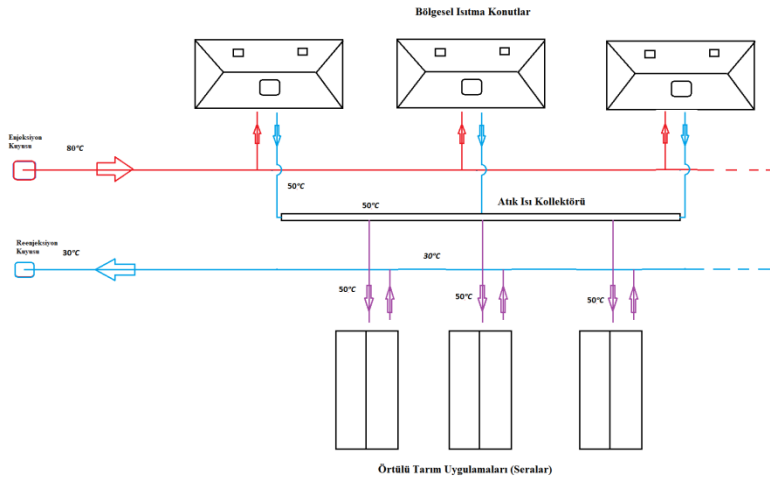 Bölgesel Isıtma Konutlar
Enjeksiyon
Kuyusu
80°C
50°C
50°C
Atık Isı Kollektörü
Reenjeksiyon
Kuyusu
30°C
30°C
50°C
50°C
50°C
Örtülü Tarım Uygulamaları (Seralar)